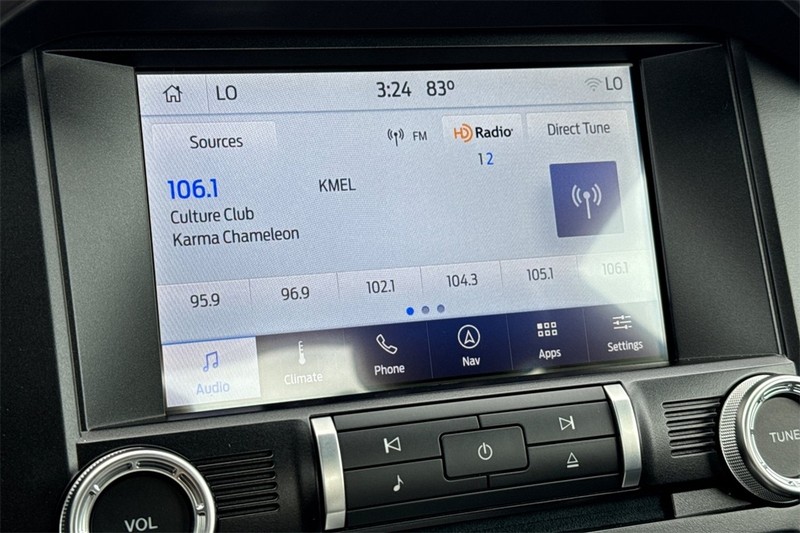 LO 3:24 83° LO
Sources FM HD Radio Direct Tune
1 2
106.1 KMEL
Culture Club
Karma Chameleon
95.9 96.9 102.1 104.3 105.1 106.1
Audio Climate Phone Nav Apps Settings
VOL TUNE